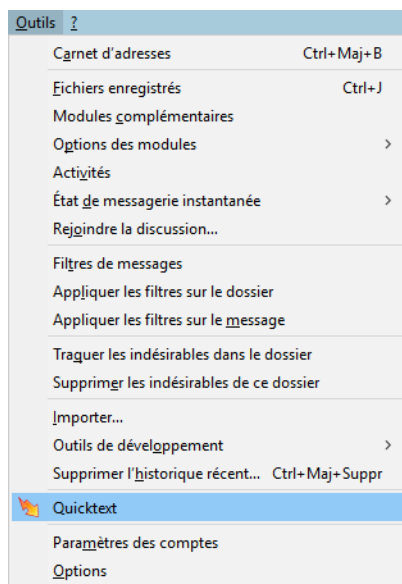 Outils ?
Carnet d'adresses Ctrl+Maj+B
Fichiers enregistrés Ctrl+J
Modules complémentaires
Options des modules >
Activités
État de messagerie instantanée >
Rejoindre la discussion...
Filtres de messages
Appliquer les filtres sur le dossier
Appliquer les filtres sur le message
Traquer les indésirables dans le dossier
Supprimer les indésirables de ce dossier
Importer...
Outils de développement >
Supprimer l'historique récent... Ctrl+Maj+Suppr
Quicktext
Paramètres des comptes
Options